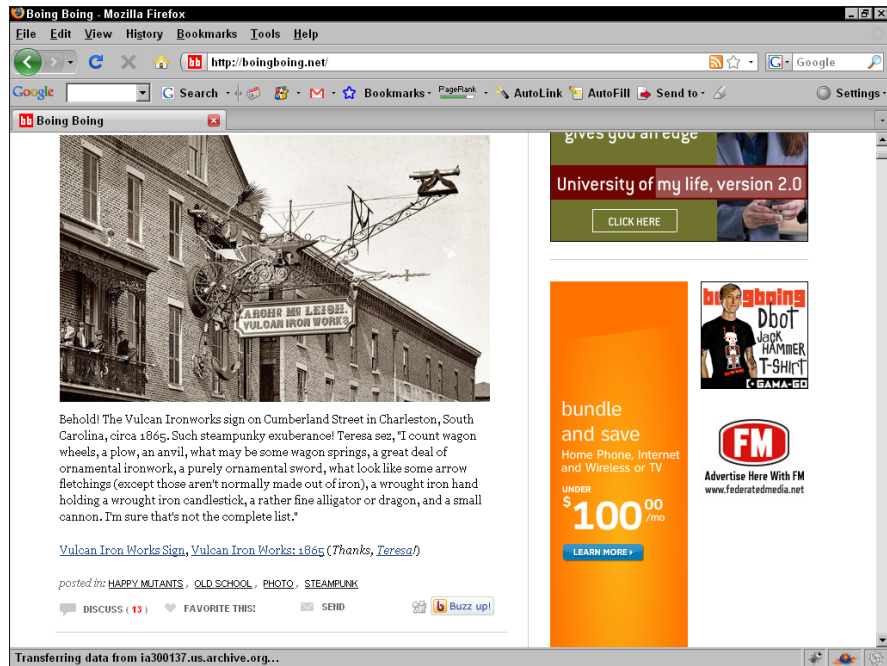 Boing Boing - Mozilla Firefox
File Edit View History Bookmarks Tools Help
http://boingboing.net/
Google
Google Search Bookmarks PageRank AutoLink AutoFill Send to Settings
Boing Boing
gives you an edge
University of my life, version 2.0
CLICK HERE
ARCHR MC LEISH.
VULCAN IRON WORKS
Behold! The Vulcan Ironworks sign on Cumberland Street in Charleston, South
Carolina, circa 1865. Such steampunky exuberance! Teresa sez, "I count wagon
wheels, a plow, an anvil, what may be some wagon springs, a great deal of
ornamental ironwork, a purely ornamental sword, what look like some arrow
fletchings (except those aren't normally made out of iron), a wrought iron hand
holding a wrought iron candlestick, a rather fine alligator or dragon, and a small
cannon. I'm sure that's not the complete list."
Vulcan Iron Works Sign, Vulcan Iron Works: 1865 (Thanks, Teresa!)
posted in: HAPPY MUTANTS , OLD SCHOOL , PHOTO , STEAMPUNK
DISCUSS ( 13 ) FAVORITE THIS! SEND Buzz up!
bundle
and save
Home Phone, Internet
and Wireless or TV
UNDER
$100 00 /mo
LEARN MORE
boingboing
Dbot
JACK
HAMMER
T-SHIRT
GAMA-GO
FM
Advertise Here With FM
www.federatedmedia.net
Transferring data from ia300137.us.archive.org...